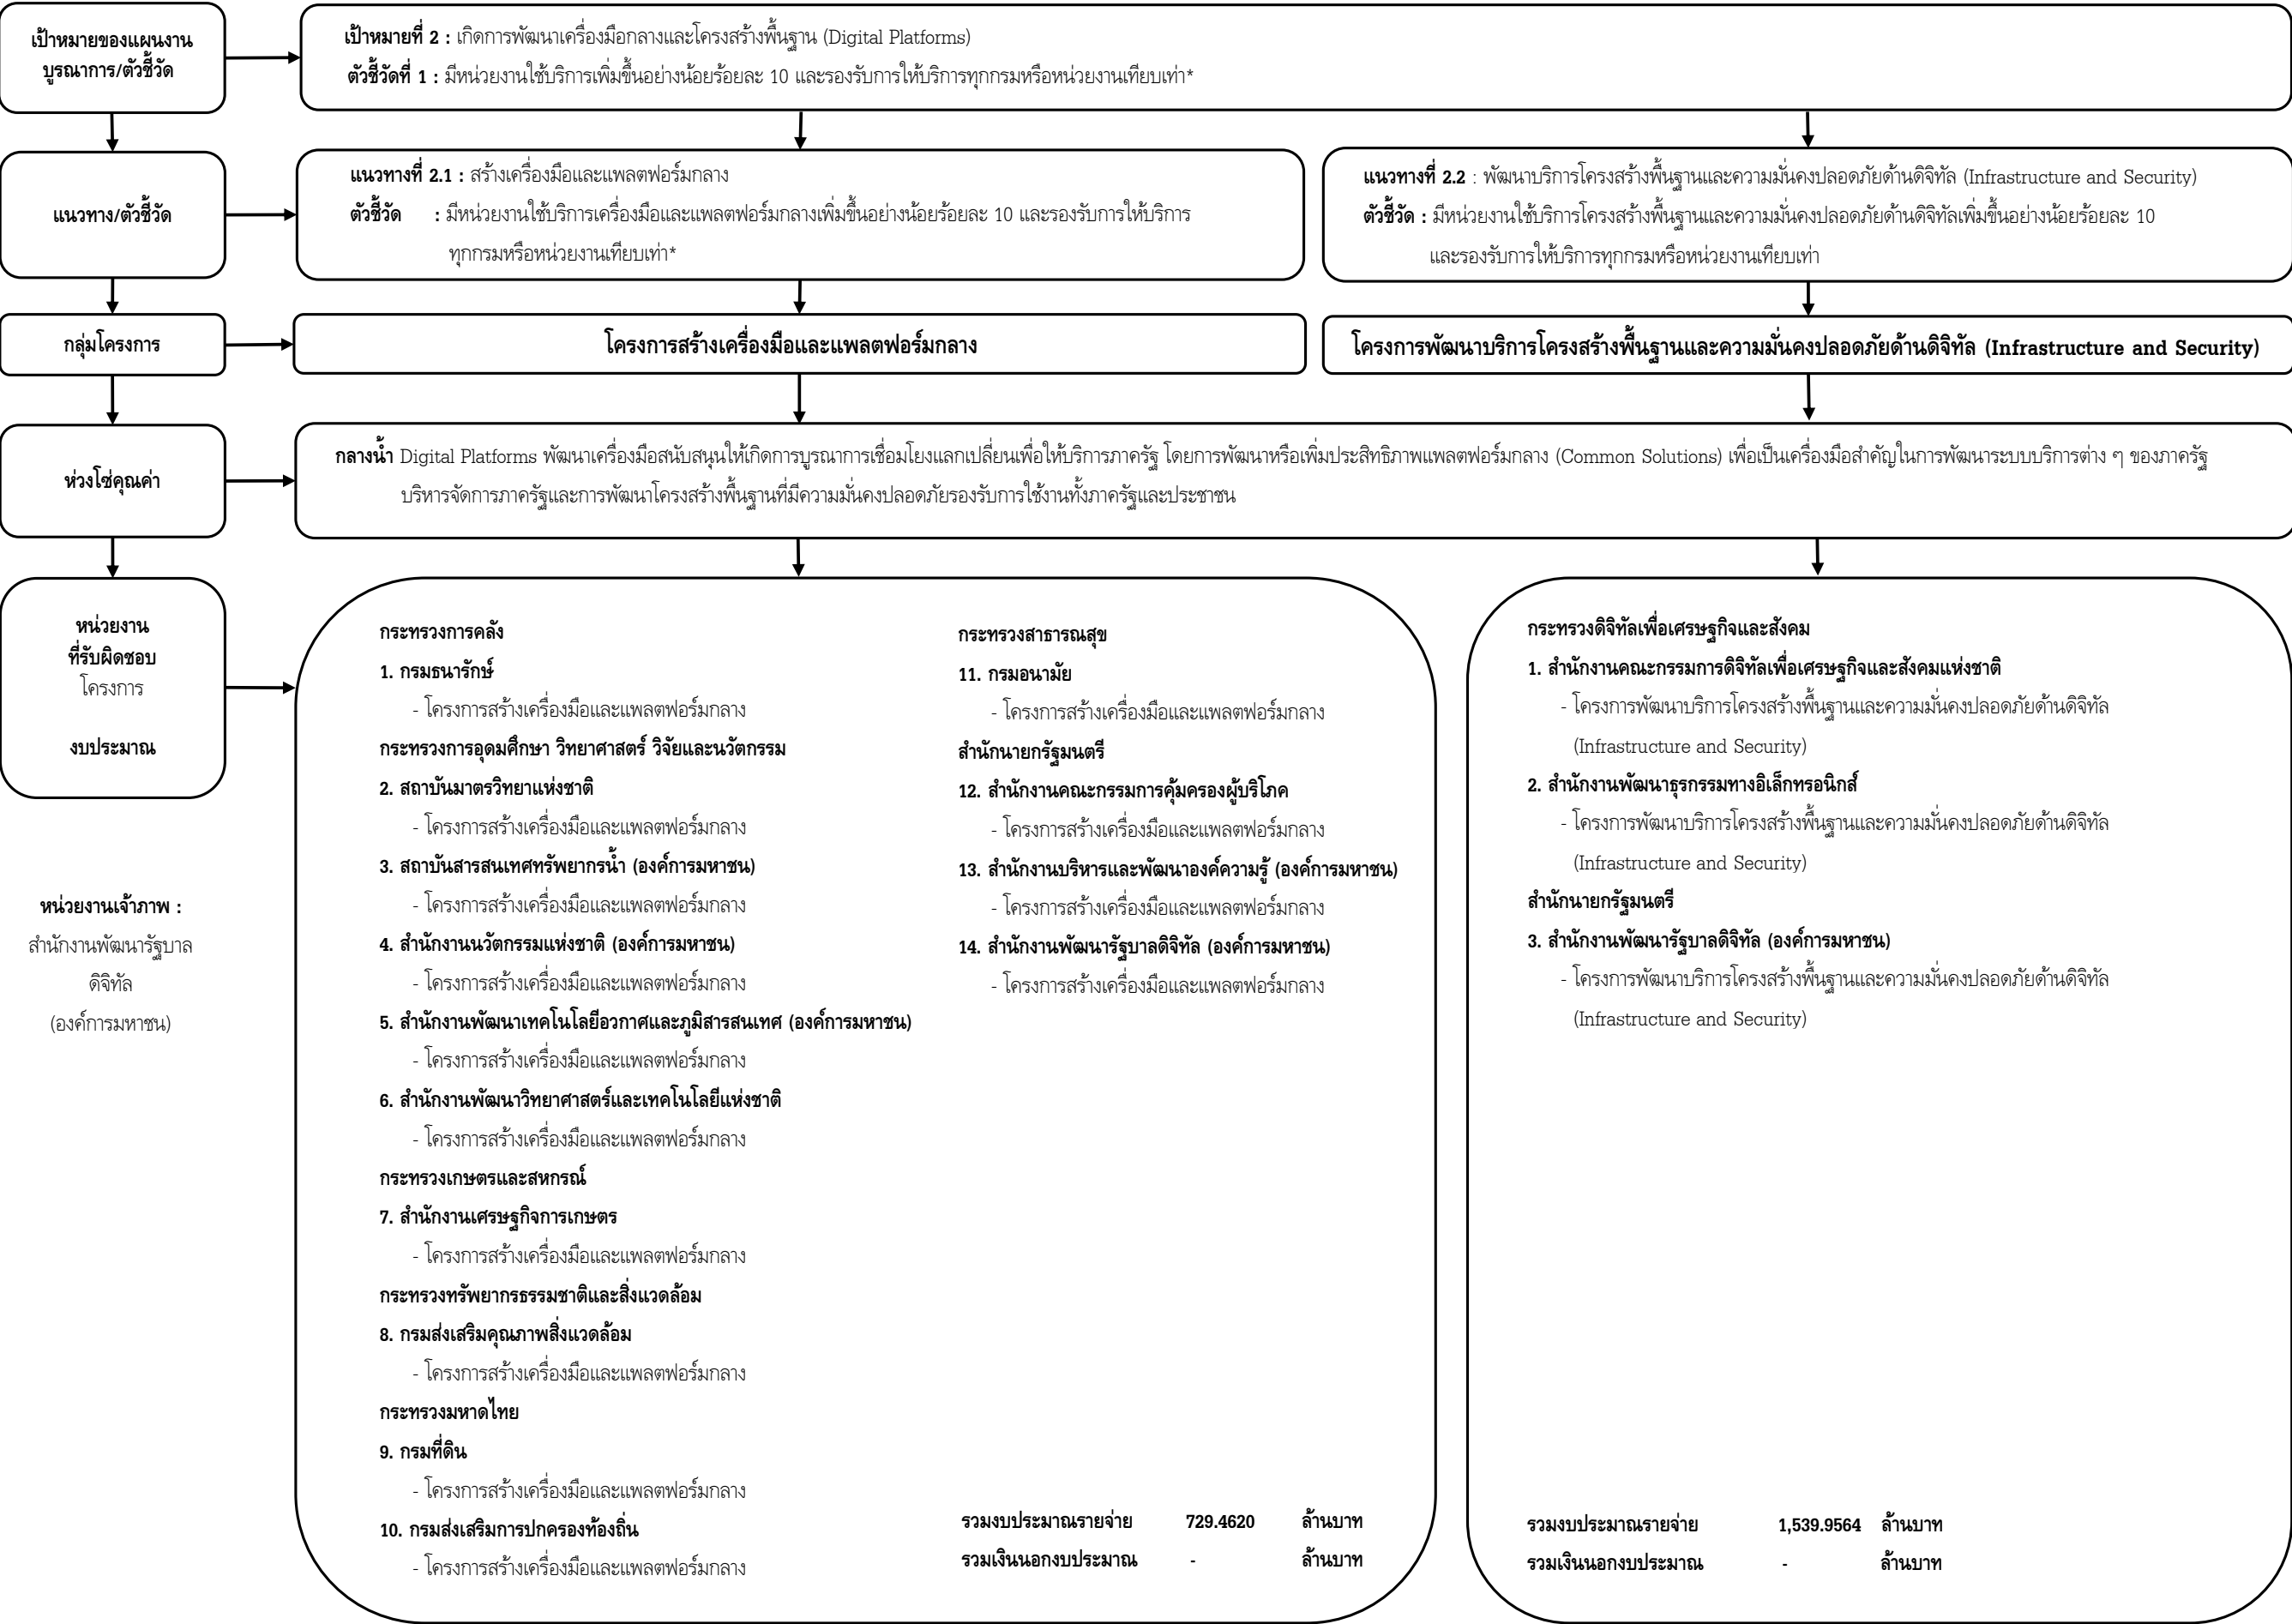 เป้าหมายของแผนงาน
บูรณาการ/ตัวชี้วัด
เป้าหมายที่ 2 : เกิดการพัฒนาเครื่องมือกลางและโครงสร้างพื้นฐาน (Digital Platforms)
ตัวชี้วัดที่ 1 : มีหน่วยงานใช้บริการเพิ่มขึ้นอย่างน้อยร้อยละ 10 และรองรับการให้บริการทุกกรมหรือหน่วยงานเทียบเท่า*
แนวทาง/ตัวชี้วัด
แนวทางที่ 2.1 : สร้างเครื่องมือและแพลตฟอร์มกลาง
ตัวชี้วัด : มีหน่วยงานใช้บริการเครื่องมือและแพลตฟอร์มกลางเพิ่มขึ้นอย่างน้อยร้อยละ 10 และรองรับการให้บริการ
ทุกกรมหรือหน่วยงานเทียบเท่า*
แนวทางที่ 2.2 : พัฒนาบริการโครงสร้างพื้นฐานและความมั่นคงปลอดภัยด้านดิจิทัล (Infrastructure and Security)
ตัวชี้วัด : มีหน่วยงานใช้บริการโครงสร้างพื้นฐานและความมั่นคงปลอดภัยด้านดิจิทัลเพิ่มขึ้นอย่างน้อยร้อยละ 10
และรองรับการให้บริการทุกกรมหรือหน่วยงานเทียบเท่า
กลุ่มโครงการ
โครงการสร้างเครื่องมือและแพลตฟอร์มกลาง
โครงการพัฒนาบริการโครงสร้างพื้นฐานและความมั่นคงปลอดภัยด้านดิจิทัล (Infrastructure and Security)
ห่วงโซ่คุณค่า
กลางน้ำ Digital Platforms พัฒนาเครื่องมือสนับสนุนให้เกิดการบูรณาการเชื่อมโยงแลกเปลี่ยนเพื่อให้บริการภาครัฐ โดยการพัฒนาหรือเพิ่มประสิทธิภาพแพลตฟอร์มกลาง (Common Solutions) เพื่อเป็นเครื่องมือสำคัญในการพัฒนาระบบบริการต่าง ๆ ของภาครัฐ
บริหารจัดการภาครัฐและการพัฒนาโครงสร้างพื้นฐานที่มีความมั่นคงปลอดภัยรองรับการใช้งานทั้งภาครัฐและประชาชน
หน่วยงาน
ที่รับผิดชอบ
โครงการ
งบประมาณ
หน่วยงานเจ้าภาพ :
สำนักงานพัฒนารัฐบาล
ดิจิทัล
(องค์การมหาชน)
กระทรวงการคลัง
1. กรมธนารักษ์
- โครงการสร้างเครื่องมือและแพลตฟอร์มกลาง
กระทรวงการอุดมศึกษา วิทยาศาสตร์ วิจัยและนวัตกรรม
2. สถาบันมาตรวิทยาแห่งชาติ
- โครงการสร้างเครื่องมือและแพลตฟอร์มกลาง
3. สถาบันสารสนเทศทรัพยากรน้ำ (องค์การมหาชน)
- โครงการสร้างเครื่องมือและแพลตฟอร์มกลาง
4. สำนักงานนวัตกรรมแห่งชาติ (องค์การมหาชน)
- โครงการสร้างเครื่องมือและแพลตฟอร์มกลาง
5. สำนักงานพัฒนาเทคโนโลยีอวกาศและภูมิสารสนเทศ (องค์การมหาชน)
- โครงการสร้างเครื่องมือและแพลตฟอร์มกลาง
6. สำนักงานพัฒนาวิทยาศาสตร์และเทคโนโลยีแห่งชาติ
- โครงการสร้างเครื่องมือและแพลตฟอร์มกลาง
กระทรวงเกษตรและสหกรณ์
7. สำนักงานเศรษฐกิจการเกษตร
- โครงการสร้างเครื่องมือและแพลตฟอร์มกลาง
กระทรวงทรัพยากรธรรมชาติและสิ่งแวดล้อม
8. กรมส่งเสริมคุณภาพสิ่งแวดล้อม
- โครงการสร้างเครื่องมือและแพลตฟอร์มกลาง
กระทรวงมหาดไทย
9. กรมที่ดิน
- โครงการสร้างเครื่องมือและแพลตฟอร์มกลาง
10. กรมส่งเสริมการปกครองท้องถิ่น
- โครงการสร้างเครื่องมือและแพลตฟอร์มกลาง
กระทรวงสาธารณสุข
11. กรมอนามัย
- โครงการสร้างเครื่องมือและแพลตฟอร์มกลาง
สำนักนายกรัฐมนตรี
12. สำนักงานคณะกรรมการคุ้มครองผู้บริโภค
- โครงการสร้างเครื่องมือและแพลตฟอร์มกลาง
13. สำนักงานบริหารและพัฒนาองค์ความรู้ (องค์การมหาชน)
- โครงการสร้างเครื่องมือและแพลตฟอร์มกลาง
14. สำนักงานพัฒนารัฐบาลดิจิทัล (องค์การมหาชน)
- โครงการสร้างเครื่องมือและแพลตฟอร์มกลาง
รวมงบประมาณรายจ่าย 729.4620 ล้านบาท
รวมเงินนอกงบประมาณ - ล้านบาท
กระทรวงดิจิทัลเพื่อเศรษฐกิจและสังคม
1. สำนักงานคณะกรรมการดิจิทัลเพื่อเศรษฐกิจและสังคมแห่งชาติ
- โครงการพัฒนาบริการโครงสร้างพื้นฐานและความมั่นคงปลอดภัยด้านดิจิทัล
(Infrastructure and Security)
2. สำนักงานพัฒนาธุรกรรมทางอิเล็กทรอนิกส์
- โครงการพัฒนาบริการโครงสร้างพื้นฐานและความมั่นคงปลอดภัยด้านดิจิทัล
(Infrastructure and Security)
สำนักนายกรัฐมนตรี
3. สำนักงานพัฒนารัฐบาลดิจิทัล (องค์การมหาชน)
- โครงการพัฒนาบริการโครงสร้างพื้นฐานและความมั่นคงปลอดภัยด้านดิจิทัล
(Infrastructure and Security)
รวมงบประมาณรายจ่าย 1,539.9564 ล้านบาท
รวมเงินนอกงบประมาณ - ล้านบาท